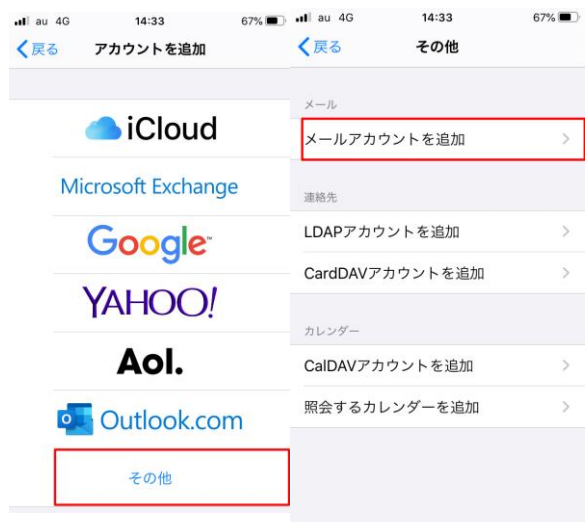 au 4G 14:33 67%
戻る アカウントを追加
iCloud
Microsoft Exchange
Google
YAHOO!
Aol.
Outlook.com
その他
au 4G 14:33 67%
戻る その他
メール
メールアカウントを追加
連絡先
LDAPアカウントを追加
CardDAVアカウントを追加
カレンダー
CalDAVアカウントを追加
照会するカレンダーを追加